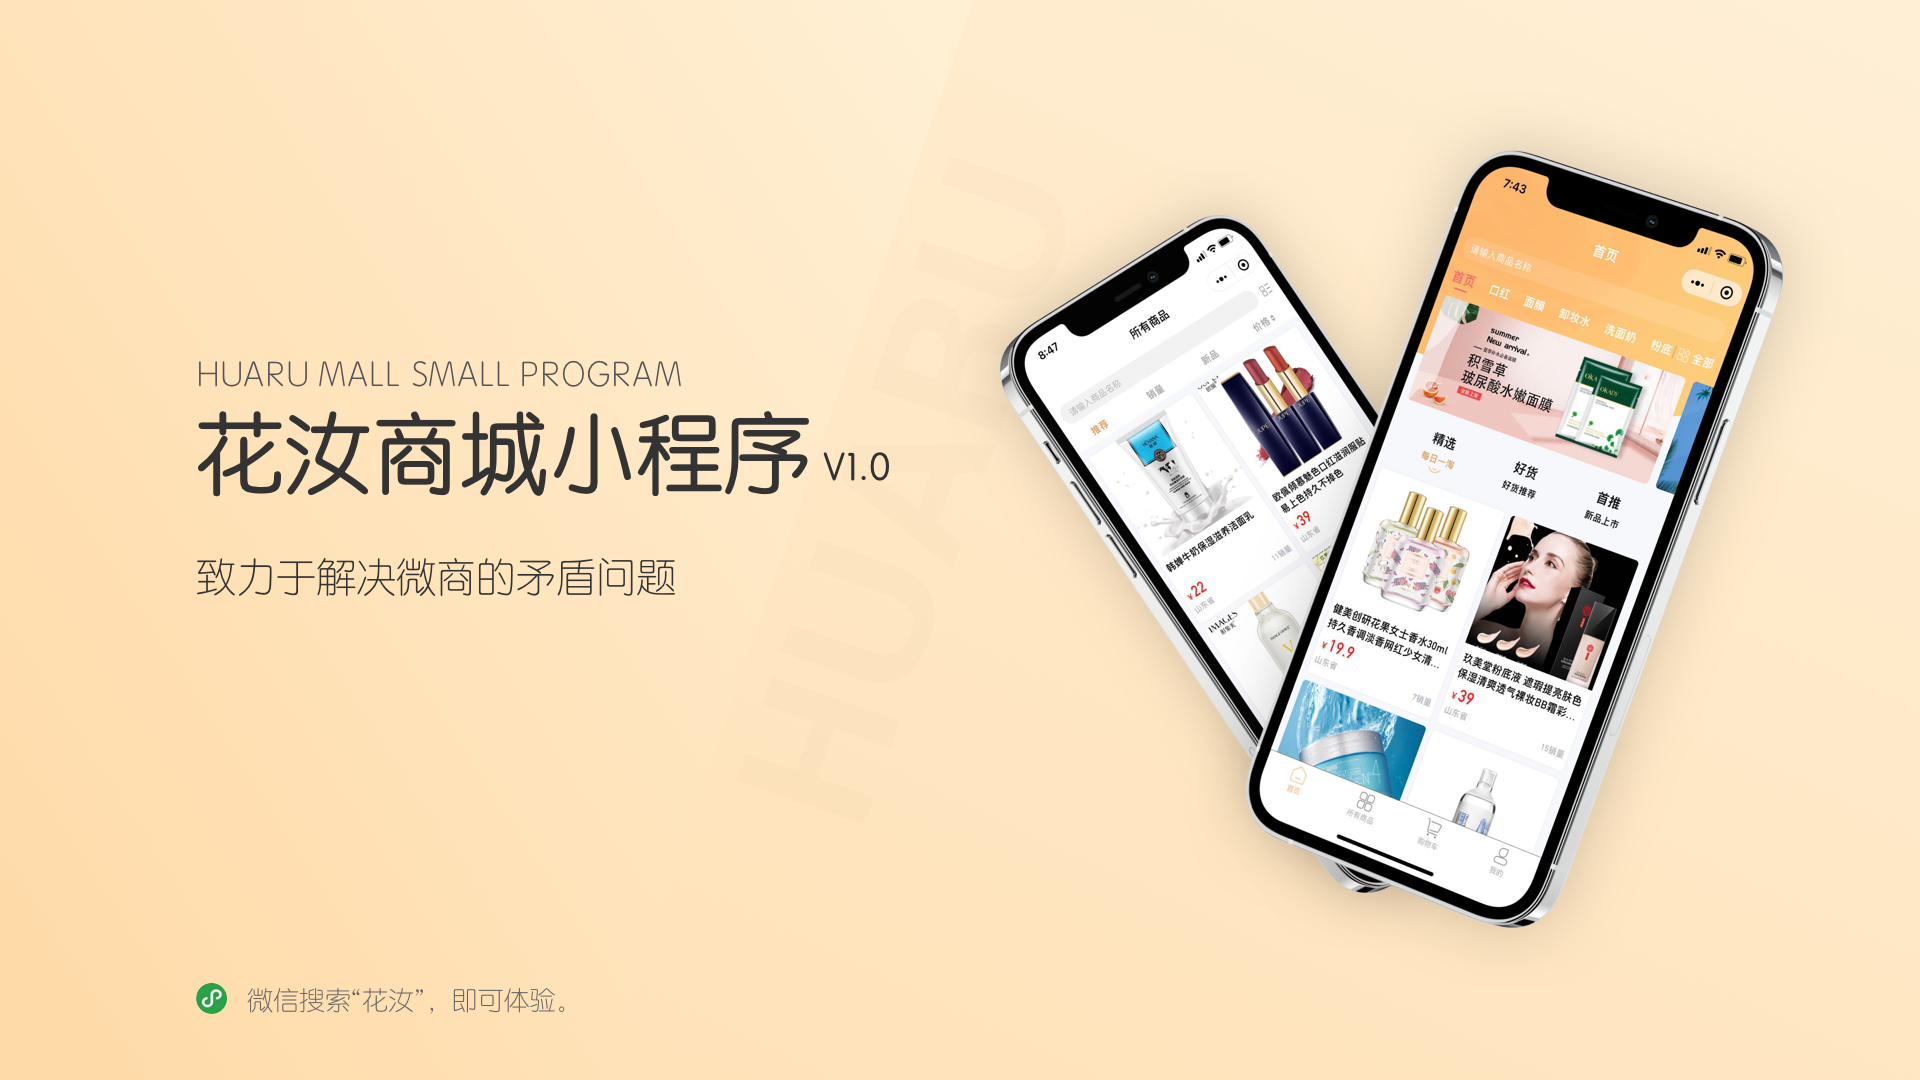 HUARU MALL SMALL PROGRAM
花汝商城小程序 V1.0
致力于解决微商的矛盾问题
微信搜索“花汝”，即可体验。
HUARU
8:47
所有商品
请输入商品名称
推荐
销量
新品
价格
韩婵牛奶保湿滋养洁面乳
¥22
山东省
11销量
欧佩倾慕魅色口红滋润服贴
易上色持久不掉色
¥39
山东省
IMAGES
7:43
首页
请输入商品名称
首页
口红
面膜
卸妆水
洗面奶
粉底
全部
summer
New arrival.
积雪草
玻尿酸水嫩面膜
精选
每日一淘
好货
好货推荐
首推
新品上市
健美创研花果女士香水30ml
持久香调淡香网红少女清...
¥19.9
山东省
7销量
玖美堂粉底液 遮瑕提亮肤色
保湿清爽透气裸妆BB霜彩...
¥39
山东省
15销量
首页
所有商品
购物车
我的